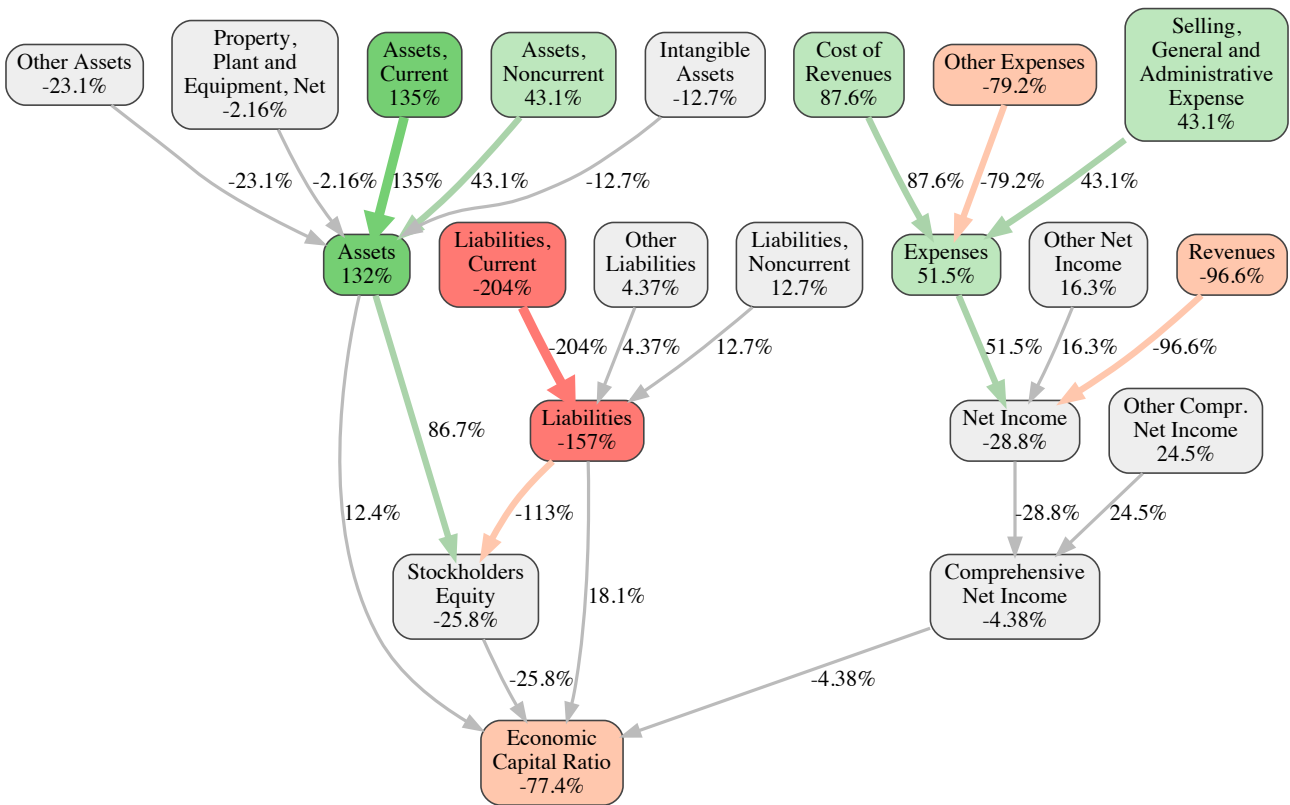 Other Assets
-23.1%
Property,
Plant and
Equipment, Net
-2.16%
Assets,
Current
135%
Assets,
Noncurrent
43.1%
Intangible
Assets
-12.7%
Cost of
Revenues
87.6%
Other Expenses
-79.2%
Selling,
General and
Administrative
Expense
43.1%
-23.1%
-2.16%
135%
43.1%
-12.7%
87.6%
-79.2%
43.1%
Assets
132%
Liabilities,
Current
-204%
Other
Liabilities
4.37%
Liabilities,
Noncurrent
12.7%
Expenses
51.5%
Other Net
Income
16.3%
Revenues
-96.6%
-204%
4.37%
12.7%
51.5%
16.3%
-96.6%
86.7%
Liabilities
-157%
Net Income
-28.8%
Other Compr.
Net Income
24.5%
12.4%
-113%
-28.8%
24.5%
Stockholders
Equity
-25.8%
18.1%
Comprehensive
Net Income
-4.38%
-25.8%
-4.38%
Economic
Capital Ratio
-77.4%